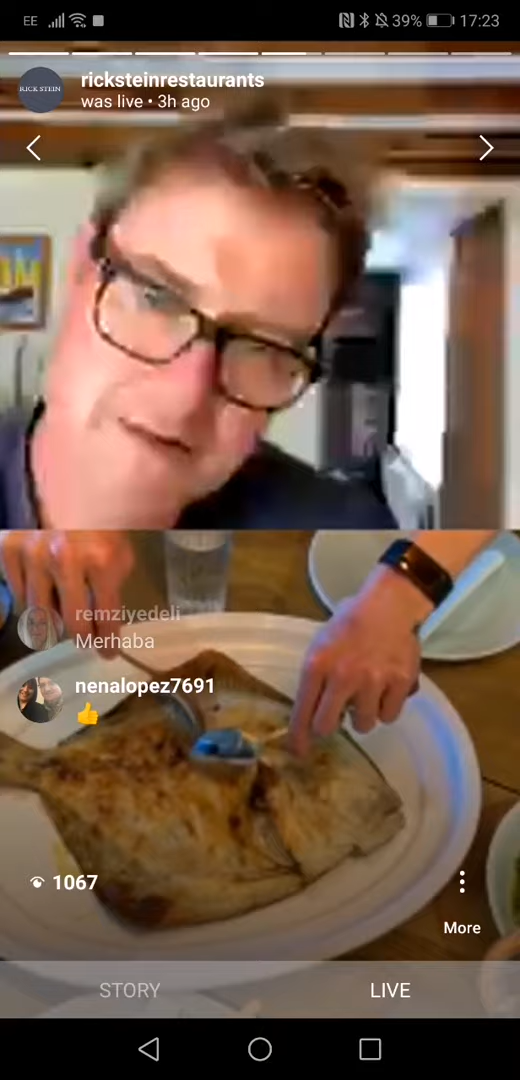 EE
39%
17:23
RICK STEIN
ricksteinrestaurants
was live • 3h ago
remziyedeli
Merhaba
nenalopez7691
👍
1067
More
STORY
LIVE